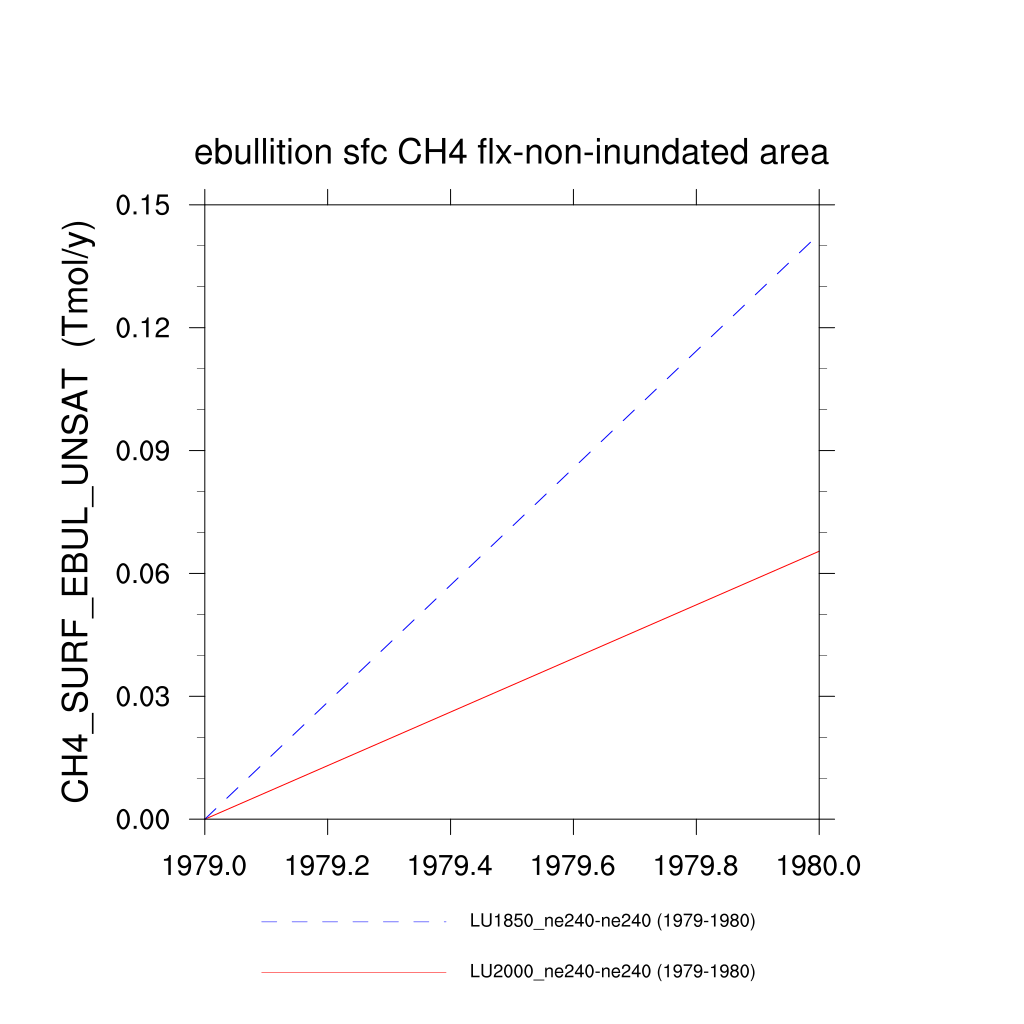 ebullition sfc CH4 flx-non-inundated area
CH4_SURF_EBUL_UNSAT (Tmol/y)
0.15
0.12
0.09
0.06
0.03
0.00
1979.0 1979.2 1979.4 1979.6 1979.8 1980.0
LU1850_ne240-ne240 (1979-1980)
LU2000_ne240-ne240 (1979-1980)